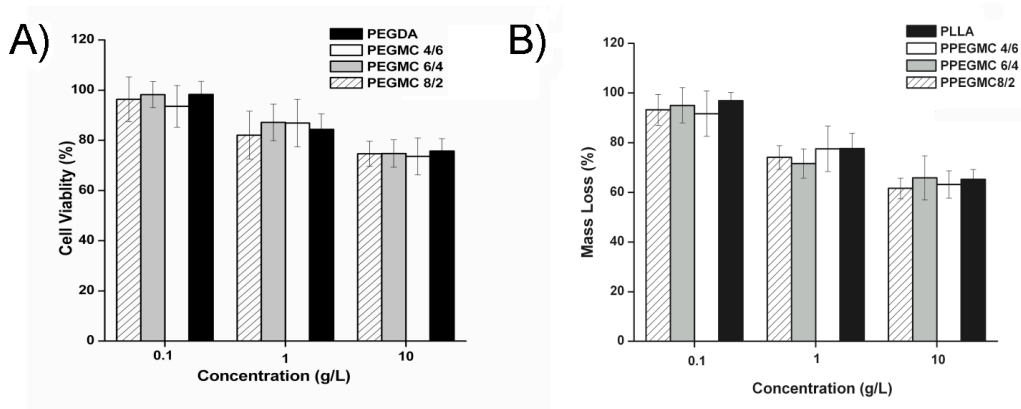 A)
PEGDA
PEGMC 4/6
PEGMC 6/4
PEGMC 8/2
120
100
80
60
40
20
0
Cell Viablity (%)
0.1 1 10
Concentration (g/L)
B)
PLLA
PPEGMC 4/6
PPEGMC 6/4
PPEGMC8/2
120
100
80
60
40
20
0
Mass Loss (%)
0.1 1 10
Concentration (g/L)